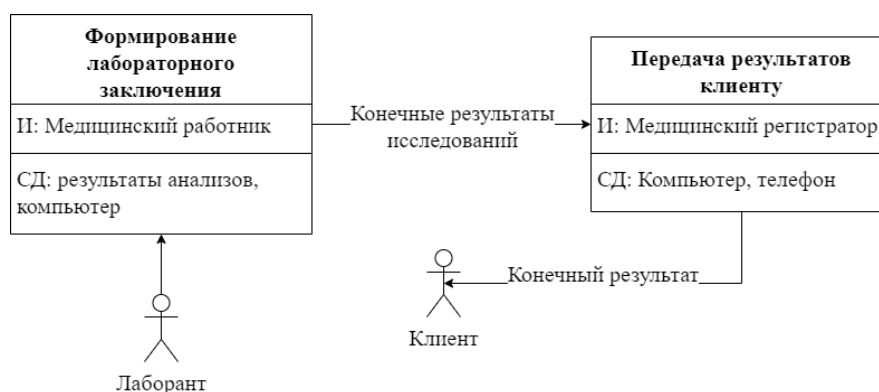 Формирование
лабораторного
заключения
И: Медицинский работник
СД: результаты анализов,
компьютер
Конечные результаты
исследований
Передача результатов
клиенту
И: Медицинский регистратор
СД: Компьютер, телефон
Конечный результат
Клиент
Лаборант